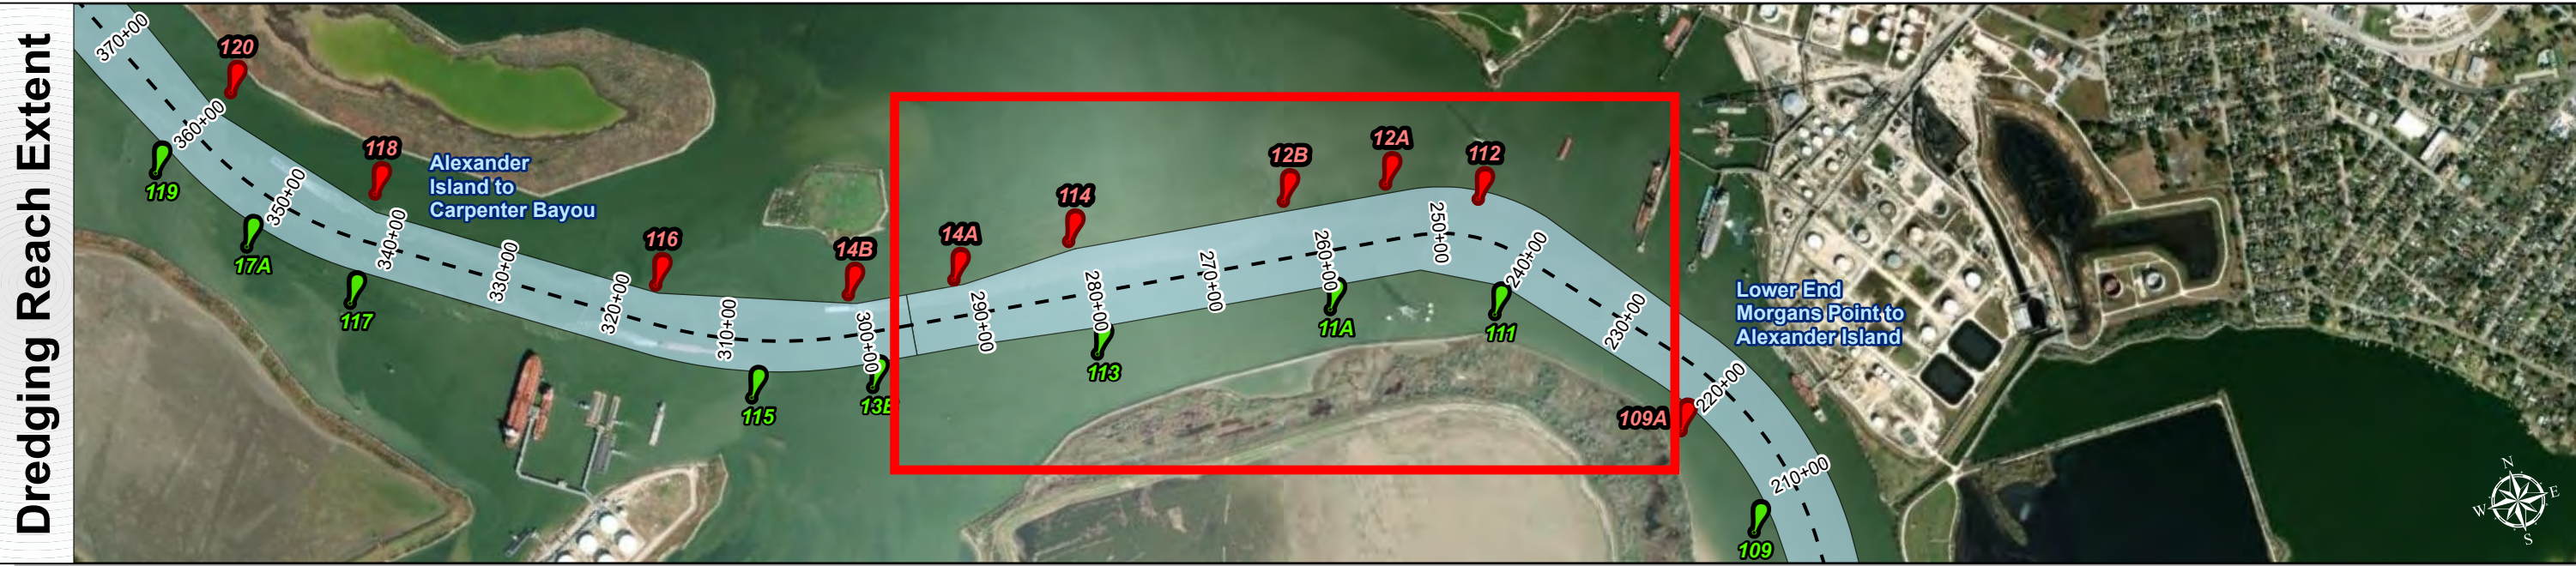 Dredging Reach Extent
370+00
120
360+00
119
118
Alexander
Island to
Carpenter Bayou
350+00
17A
340+00
117
330+00
116
320+00
310+00
115
14B
300+00
13B
14A
290+00
114
280+00
113
270+00
12B
260+00
11A
12A
250+00
112
240+00
111
230+00
Lower End
Morgans Point to
Alexander Island
220+00
109A
210+00
109
N
W
E
S